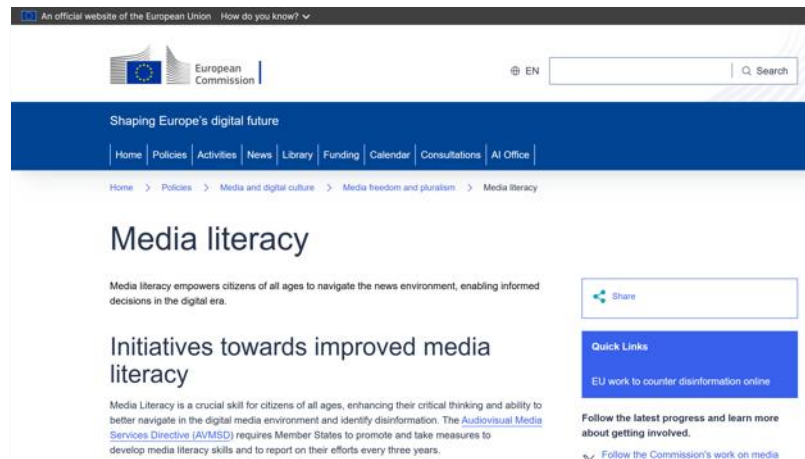 An official website of the European Union How do you know?
European
Commission
EN
Search
Shaping Europe's digital future
Home Policies Activities News Library Funding Calendar Consultations AI Office
Home > Policies > Media and digital culture > Media freedom and pluralism > Media literacy
Media literacy
Media literacy empowers citizens of all ages to navigate the news environment, enabling informed
decisions in the digital era.
Share
Initiatives towards improved media
literacy
Quick Links
EU work to counter disinformation online
Media Literacy is a crucial skill for citizens of all ages, enhancing their critical thinking and ability to
better navigate in the digital media environment and identify disinformation. The Audiovisual Media
Services Directive (AVMSD) requires Member States to promote and take measures to
develop media literacy skills and to report on their efforts every three years.
Follow the latest progress and learn more
about getting involved.
Follow the Commission's work on media